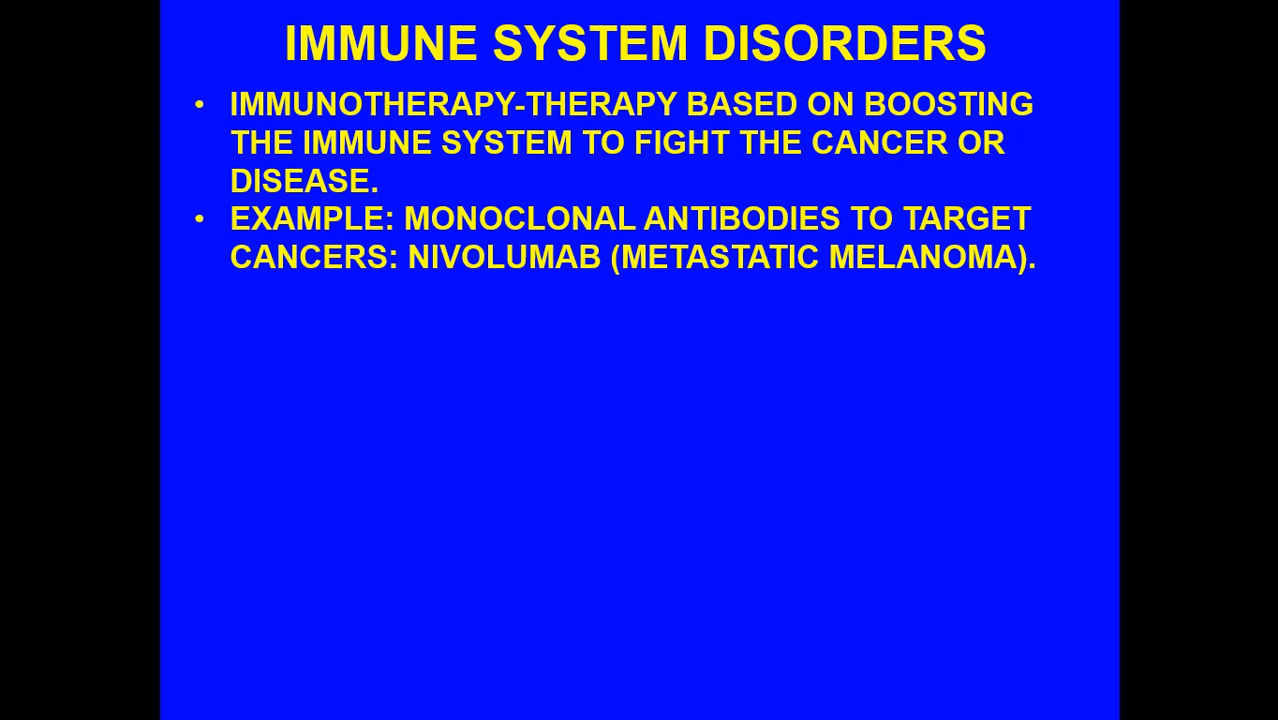 IMMUNE SYSTEM DISORDERS
• IMMUNOTHERAPY-THERAPY BASED ON BOOSTING
THE IMMUNE SYSTEM TO FIGHT THE CANCER OR
DISEASE.
• EXAMPLE: MONOCLONAL ANTIBODIES TO TARGET
CANCERS: NIVOLUMAB (METASTATIC MELANOMA).